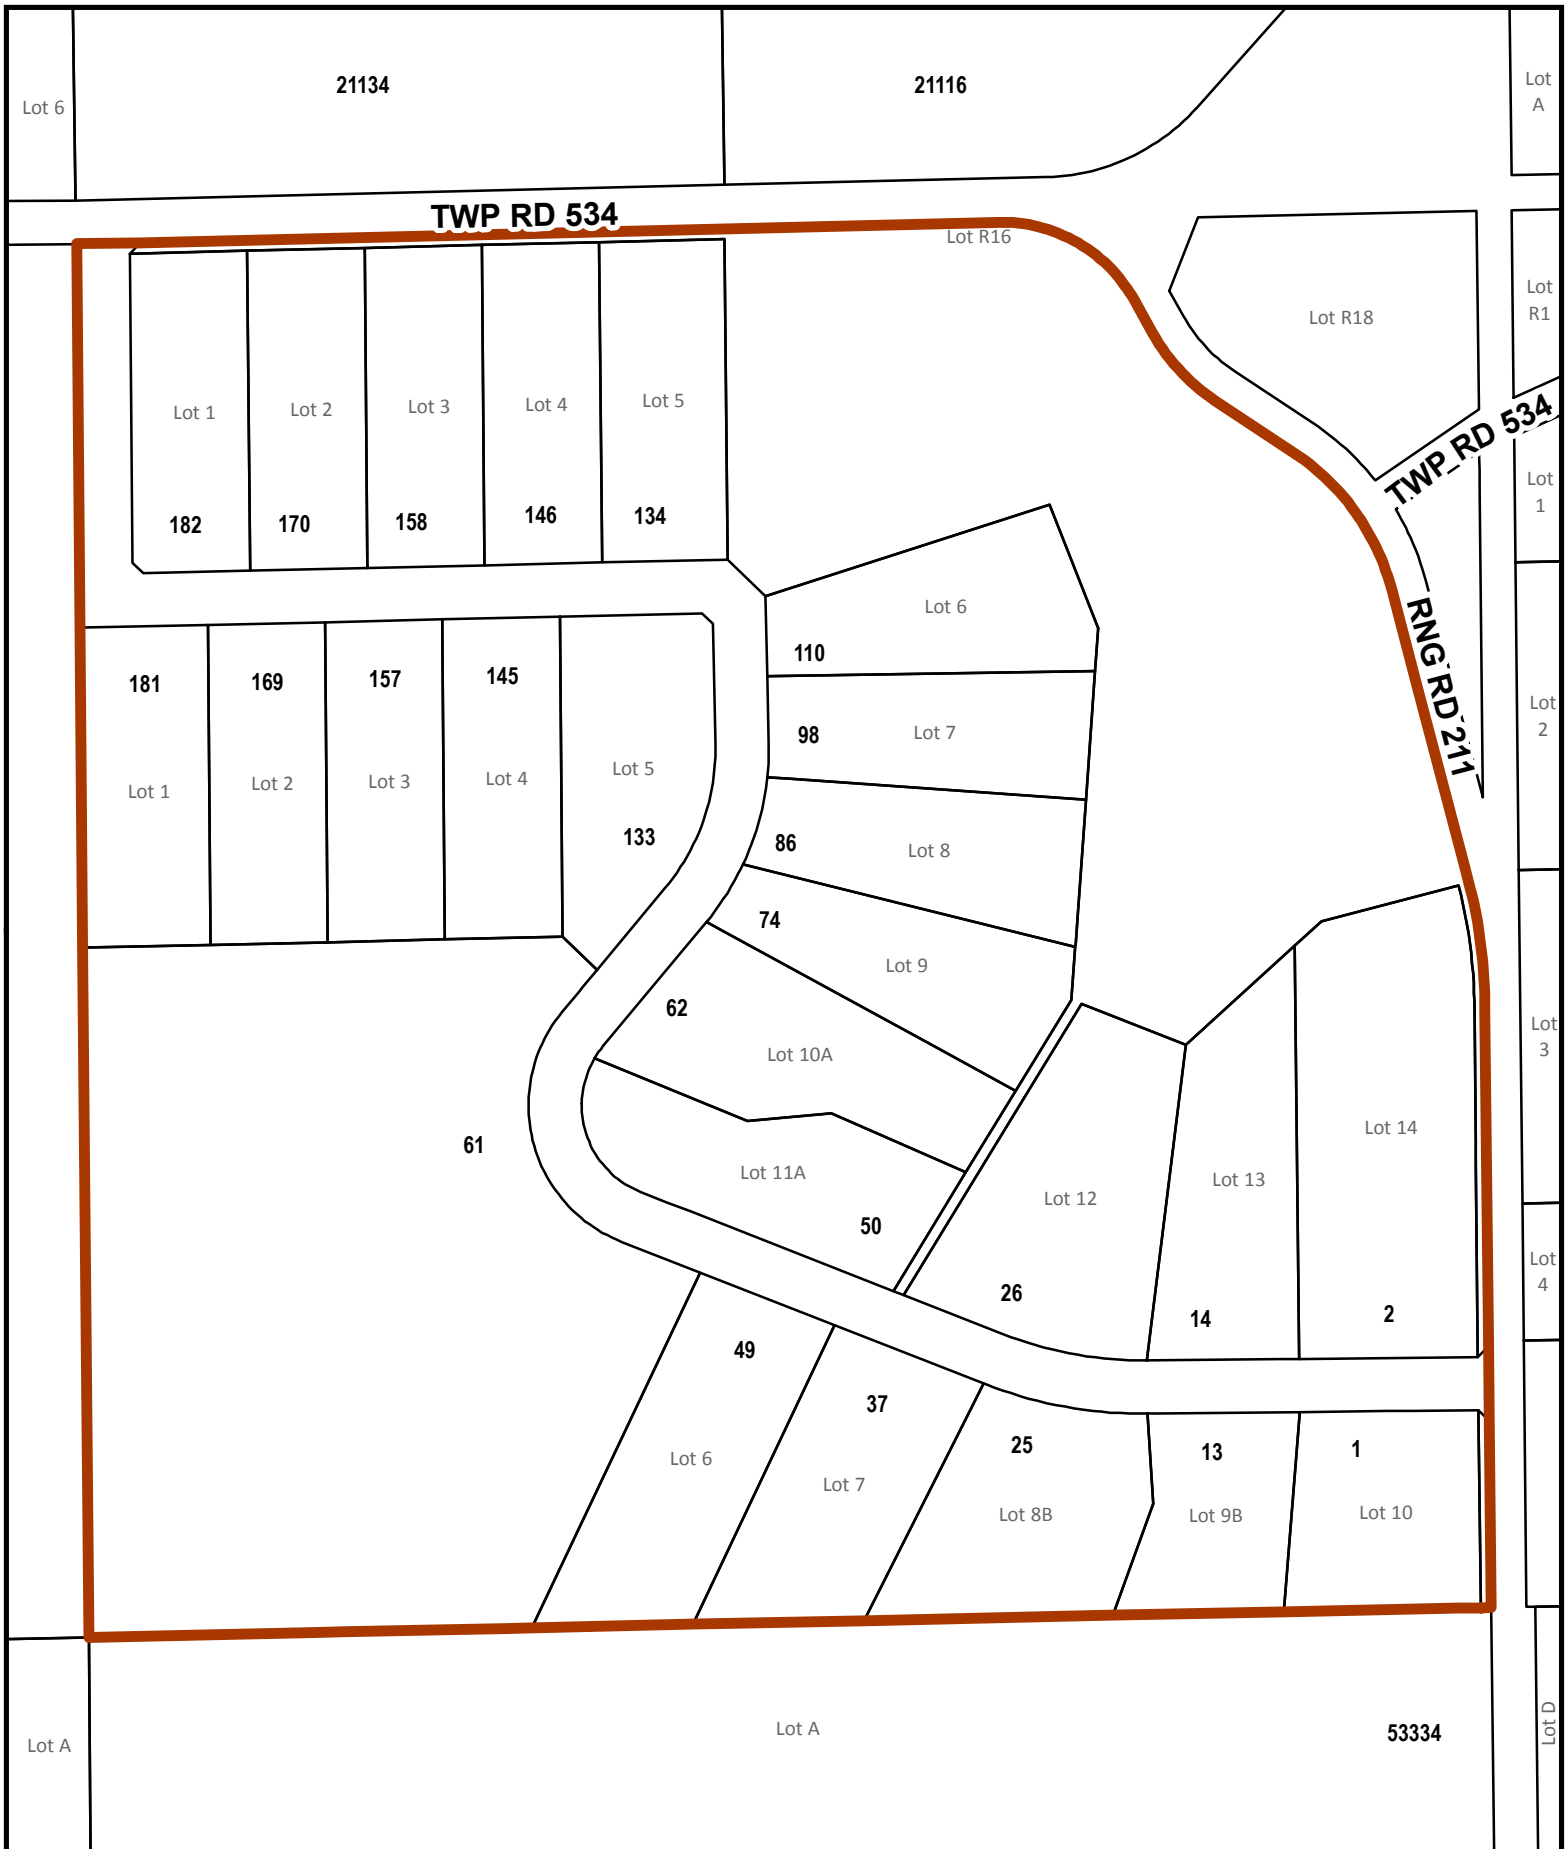 21134
21116
Lot
A
Lot 6
TWP RD 534
Lot R16
Lot R18
Lot
R1
Lot 1
Lot 2
Lot 3
Lot 4
Lot 5
TWP RD 534
Lot
1
182
170
158
146
134
Lot 6
110
RNG RD 211
181
169
157
145
Lot 5
133
Lot 1
Lot 2
Lot 3
Lot 4
98
Lot 7
Lot
2
86
Lot 8
74
Lot 9
62
Lot 10A
Lot
3
61
Lot 11A
50
Lot 12
26
Lot 13
14
Lot 14
2
Lot
4
49
Lot 6
37
Lot 7
25
Lot 8B
13
Lot 9B
1
Lot 10
Lot A
Lot A
53334
Lot D